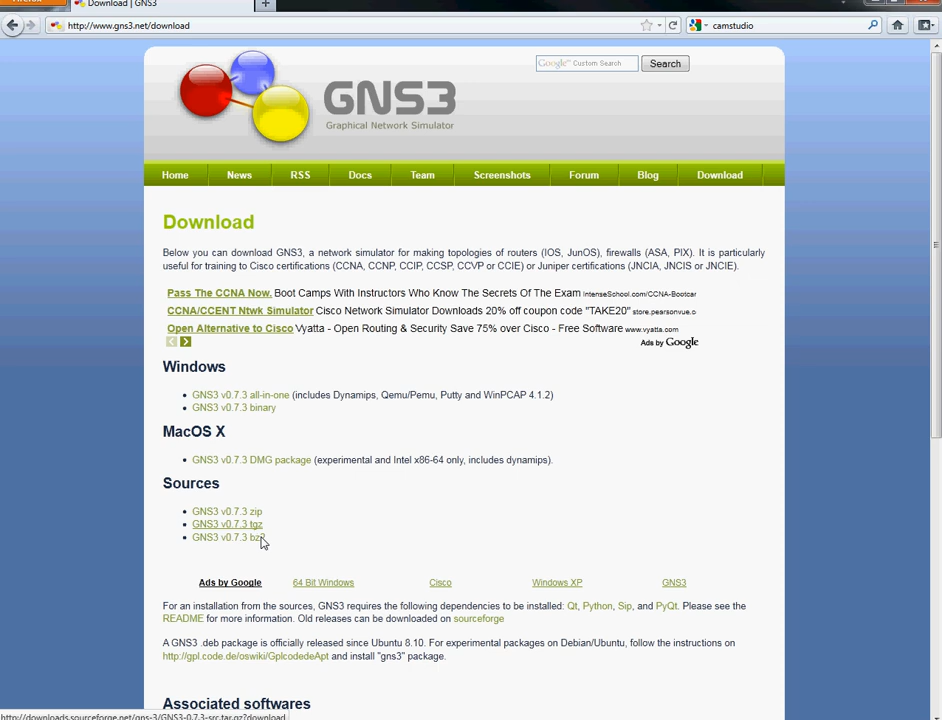 Download | GNS3
http://www.gns3.net/download
camstudio
Google™ Custom Search
Search
GNS3
Graphical Network Simulator
Home News RSS Docs Team Screenshots Forum Blog Download
Download
Below you can download GNS3, a network simulator for making topologies of routers (IOS, JunOS), firewalls (ASA, PIX). It is particularly
useful for training to Cisco certifications (CCNA, CCNP, CCIP, CCSP, CCVP or CCIE) or Juniper certifications (JNCIA, JNCIS or JNCIE).
Pass The CCNA Now. Boot Camps With Instructors Who Know The Secrets Of The Exam IntenseSchool.com/CCNA-Bootcar
CCNA/CCENT Ntwk Simulator Cisco Network Simulator Downloads 20% off coupon code "TAKE20" store.pearsonvue.o
Open Alternative to Cisco Vyatta - Open Routing & Security Save 75% over Cisco - Free Software www.vyatta.com
Ads by Google
Windows
GNS3 v0.7.3 all-in-one (includes Dynamips, Qemu/Pemu, Putty and WinPCAP 4.1.2)
GNS3 v0.7.3 binary
MacOS X
GNS3 v0.7.3 DMG package (experimental and Intel x86-64 only, includes dynamips).
Sources
GNS3 v0.7.3 zip
GNS3 v0.7.3 tgz
GNS3 v0.7.3 bz2
Ads by Google 64 Bit Windows Cisco Windows XP GNS3
For an installation from the sources, GNS3 requires the following dependencies to be installed: Qt, Python, Sip, and PyQt. Please see the
README for more information. Old releases can be downloaded on sourceforge
A GNS3 .deb package is officially released since Ubuntu 8.10. For experimental packages on Debian/Ubuntu, follow the instructions on
http://gpl.code.de/oswiki/GplcodedeApt and install "gns3" package.
Associated softwares
http://downloads.sourceforge.net/gns-3/GNS3-0.7.3-src.tar.gz?download